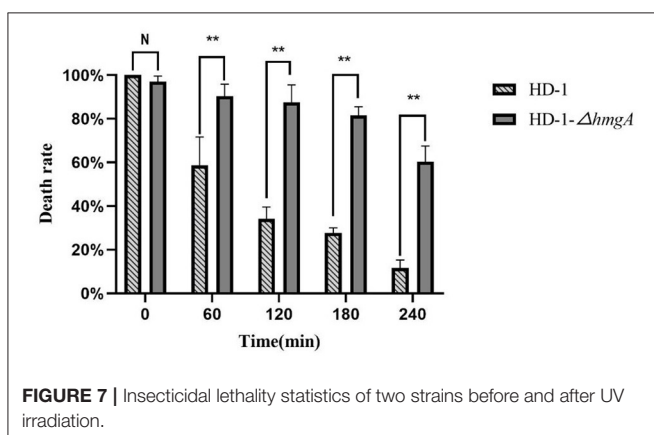 N ** ** ** **
100%
80%
60%
40%
20%
0%
Death rate
0 60 120 180 240
Time(min)
HD-1
HD-1-ΔhmgA
FIGURE 7 | Insecticidal lethality statistics of two strains before and after UV
irradiation.